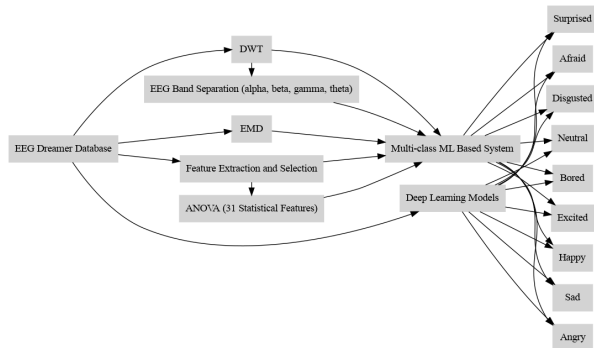 EEG Dreamer Database
DWT
EEG Band Separation (alpha, beta, gamma, theta)
EMD
Feature Extraction and Selection
ANOVA (31 Statistical Features)
Multi-class ML Based System
Deep Learning Models
Surprised
Afraid
Disgusted
Neutral
Bored
Excited
Happy
Sad
Angry